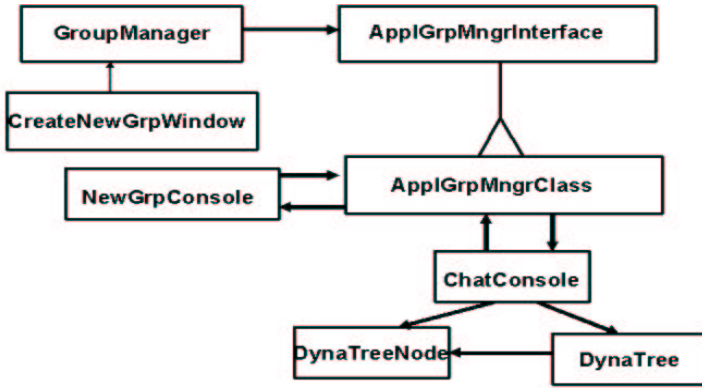 GroupManager
ApplGrpMngrInterface
CreateNewGrpWindow
ApplGrpMngrClass
NewGrpConsole
ChatConsole
DynaTreeNode
DynaTree